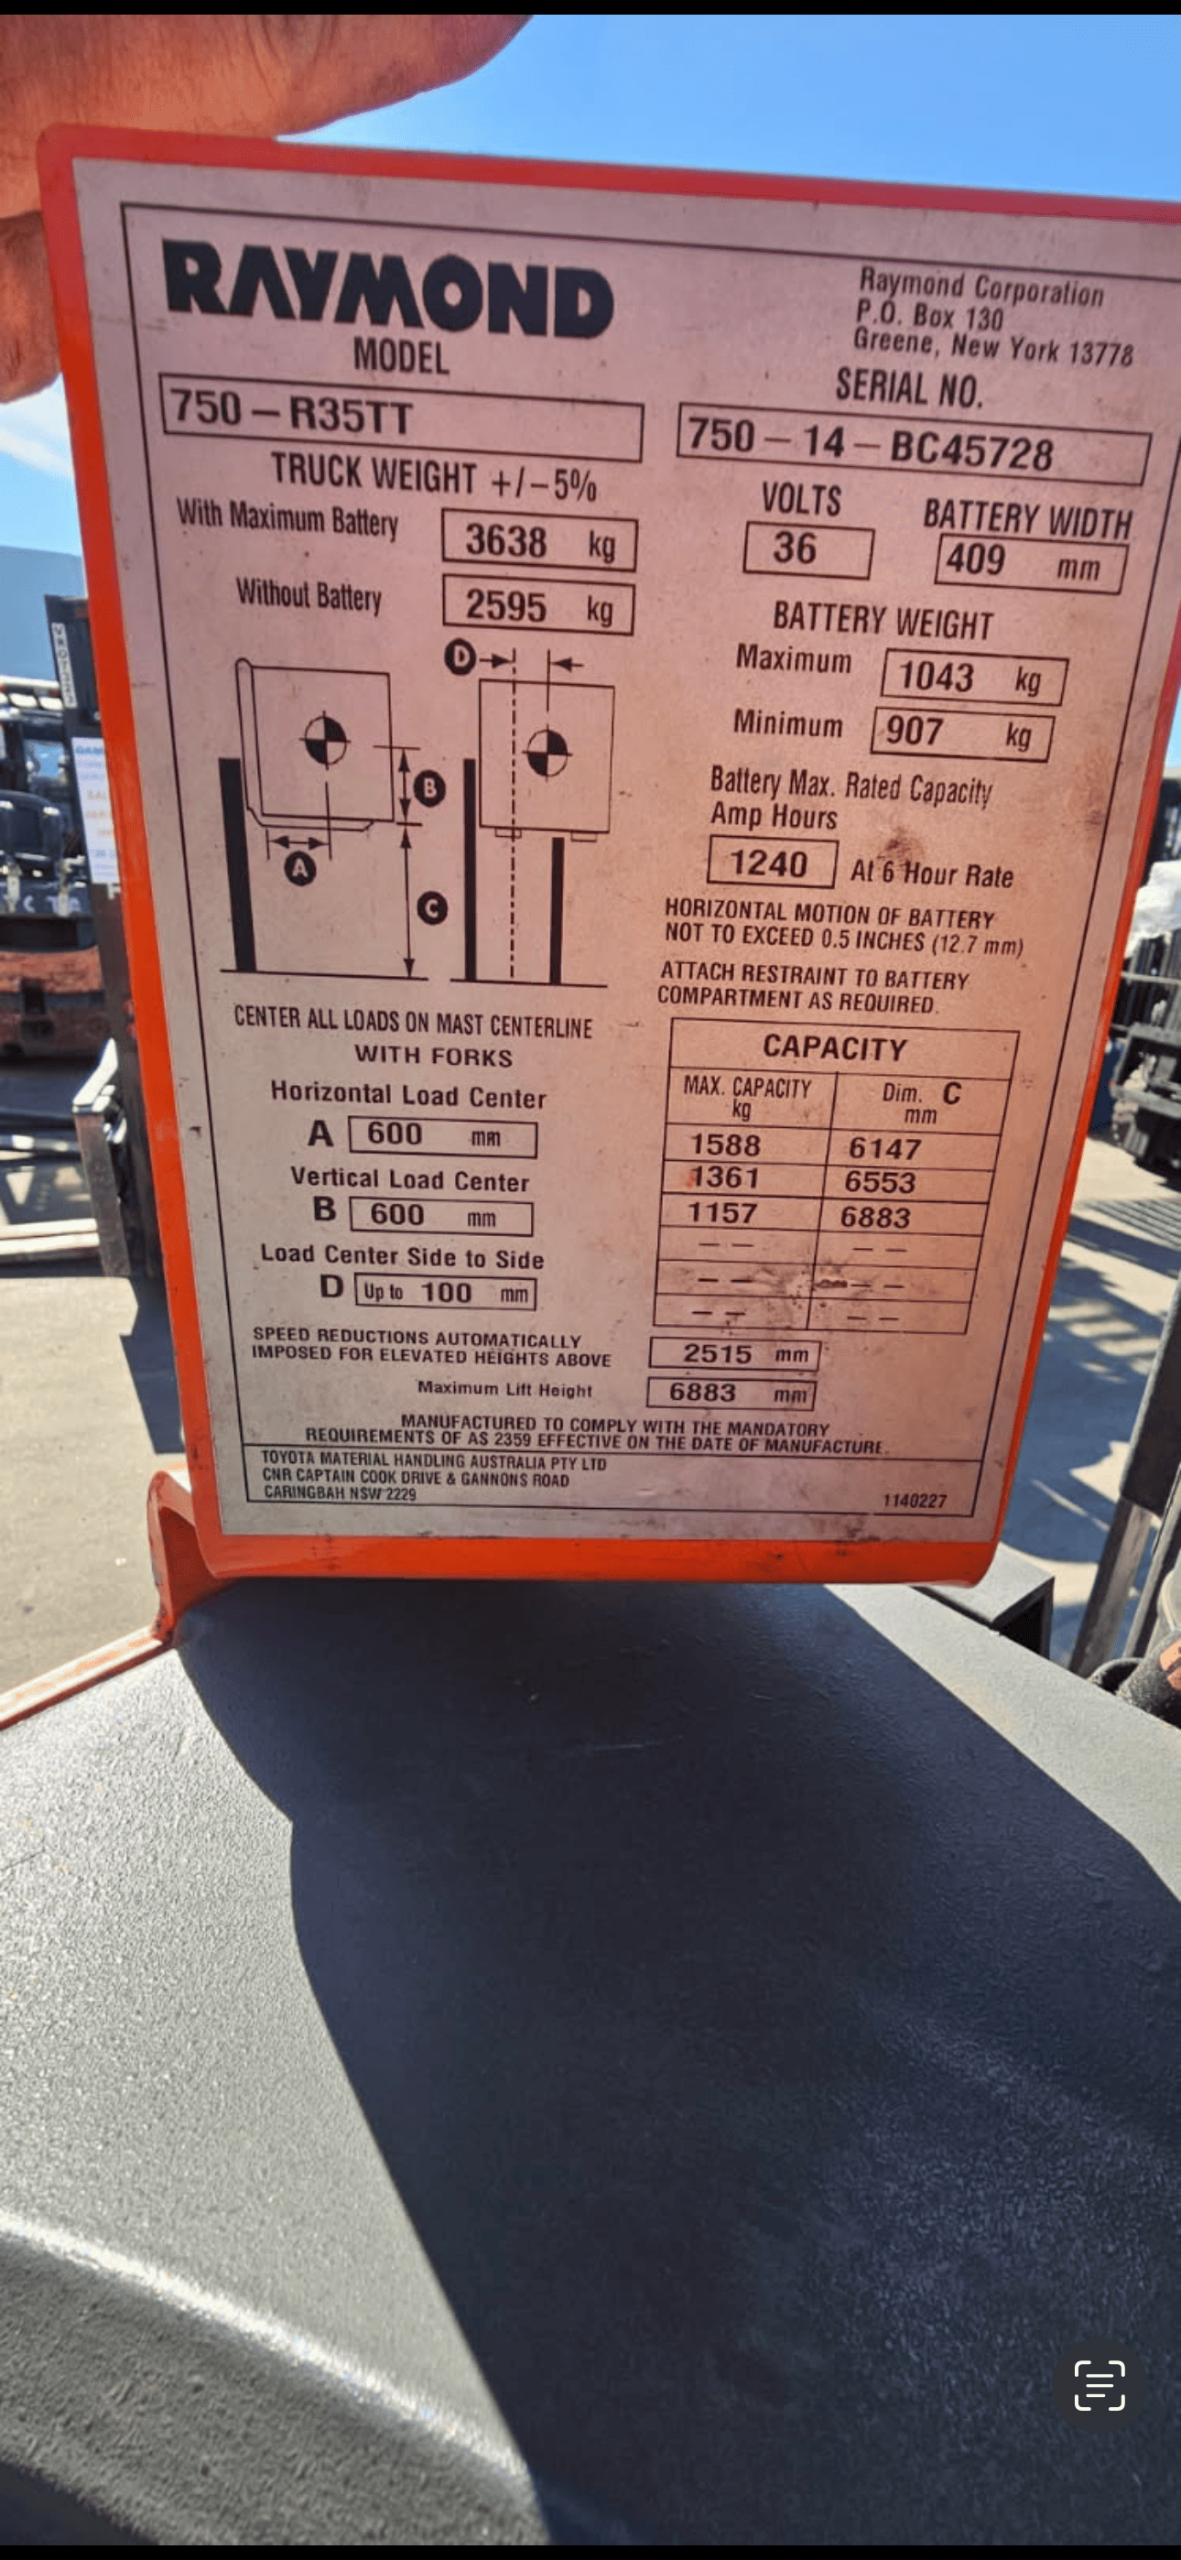 RAYMOND
Raymond Corporation
P.O. Box 130
Greene, New York 13778
MODEL
750-R35TT
SERIAL NO.
750-14-BC45728
TRUCK WEIGHT +/-5%
With Maximum Battery 3638 kg
Without Battery 2595 kg
VOLTS
36
BATTERY WIDTH
409 mm
BATTERY WEIGHT
Maximum 1043 kg
Minimum 907 kg
Battery Max. Rated Capacity
Amp Hours
1240 At 6 Hour Rate
HORIZONTAL MOTION OF BATTERY
NOT TO EXCEED 0.5 INCHES (12.7 mm)
ATTACH RESTRAINT TO BATTERY
COMPARTMENT AS REQUIRED.
D
B
A
C
CENTER ALL LOADS ON MAST CENTERLINE
WITH FORKS
Horizontal Load Center
A 600 mm
Vertical Load Center
B 600 mm
Load Center Side to Side
D Up to 100 mm
CAPACITY
MAX. CAPACITY Dim. C
kg mm
1588 6147
1361 6553
1157 6883
-- --
-- --
-- --
SPEED REDUCTIONS AUTOMATICALLY
IMPOSED FOR ELEVATED HEIGHTS ABOVE 2515 mm
Maximum Lift Height 6883 mm
MANUFACTURED TO COMPLY WITH THE MANDATORY
REQUIREMENTS OF AS 2359 EFFECTIVE ON THE DATE OF MANUFACTURE.
TOYOTA MATERIAL HANDLING AUSTRALIA PTY LTD
CNR CAPTAIN COOK DRIVE & GANNONS ROAD
CARINGBAH NSW 2229
1140227